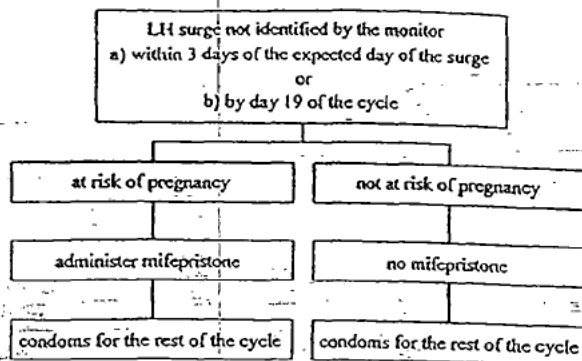 LH surge not identified by the monitor
a) within 3 days of the expected day of the surge
or
b) by day 19 of the cycle
at risk of pregnancy
not at risk of pregnancy
administer mifepristone
no mifepristone
condoms for the rest of the cycle
condoms for the rest of the cycle